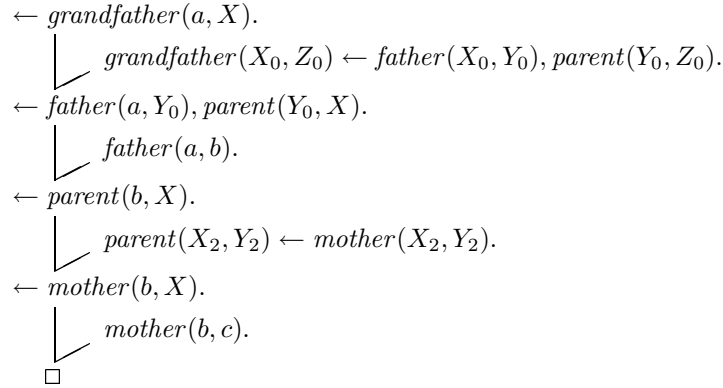 ← grandfather(a, X).
grandfather(X₀, Z₀) ← father(X₀, Y₀), parent(Y₀, Z₀).
← father(a, Y₀), parent(Y₀, X).
father(a, b).
← parent(b, X).
parent(X₂, Y₂) ← mother(X₂, Y₂).
← mother(b, X).
mother(b, c).
□